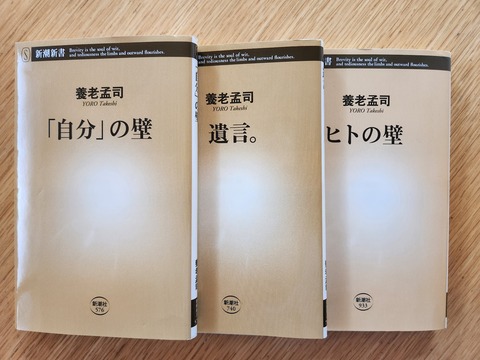 新潮新書
Brevity is the soul of wit,
and tediousness the limbs and outward flourishes.
養老孟司
YORO Takeshi
「自分」の壁
新潮社
576
Brevity is the soul of wit,
and tediousness the limbs and outward flourishes.
養老孟司
YORO Takeshi
遺言。
新潮社
740
Brevity is the soul of wit,
and tediousness the limbs and outward flourishes.
養老孟司
YORO Takeshi
ヒトの壁
新潮社
933